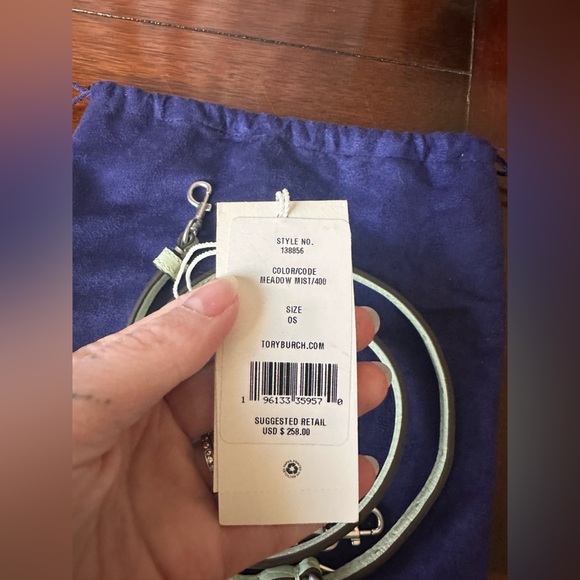 STYLE NO.
138856
COLOR/CODE
MEADOW MIST/400
SIZE
OS
TORYBURCH.COM
1 96133 35957 0
SUGGESTED RETAIL
USD $ 258.00